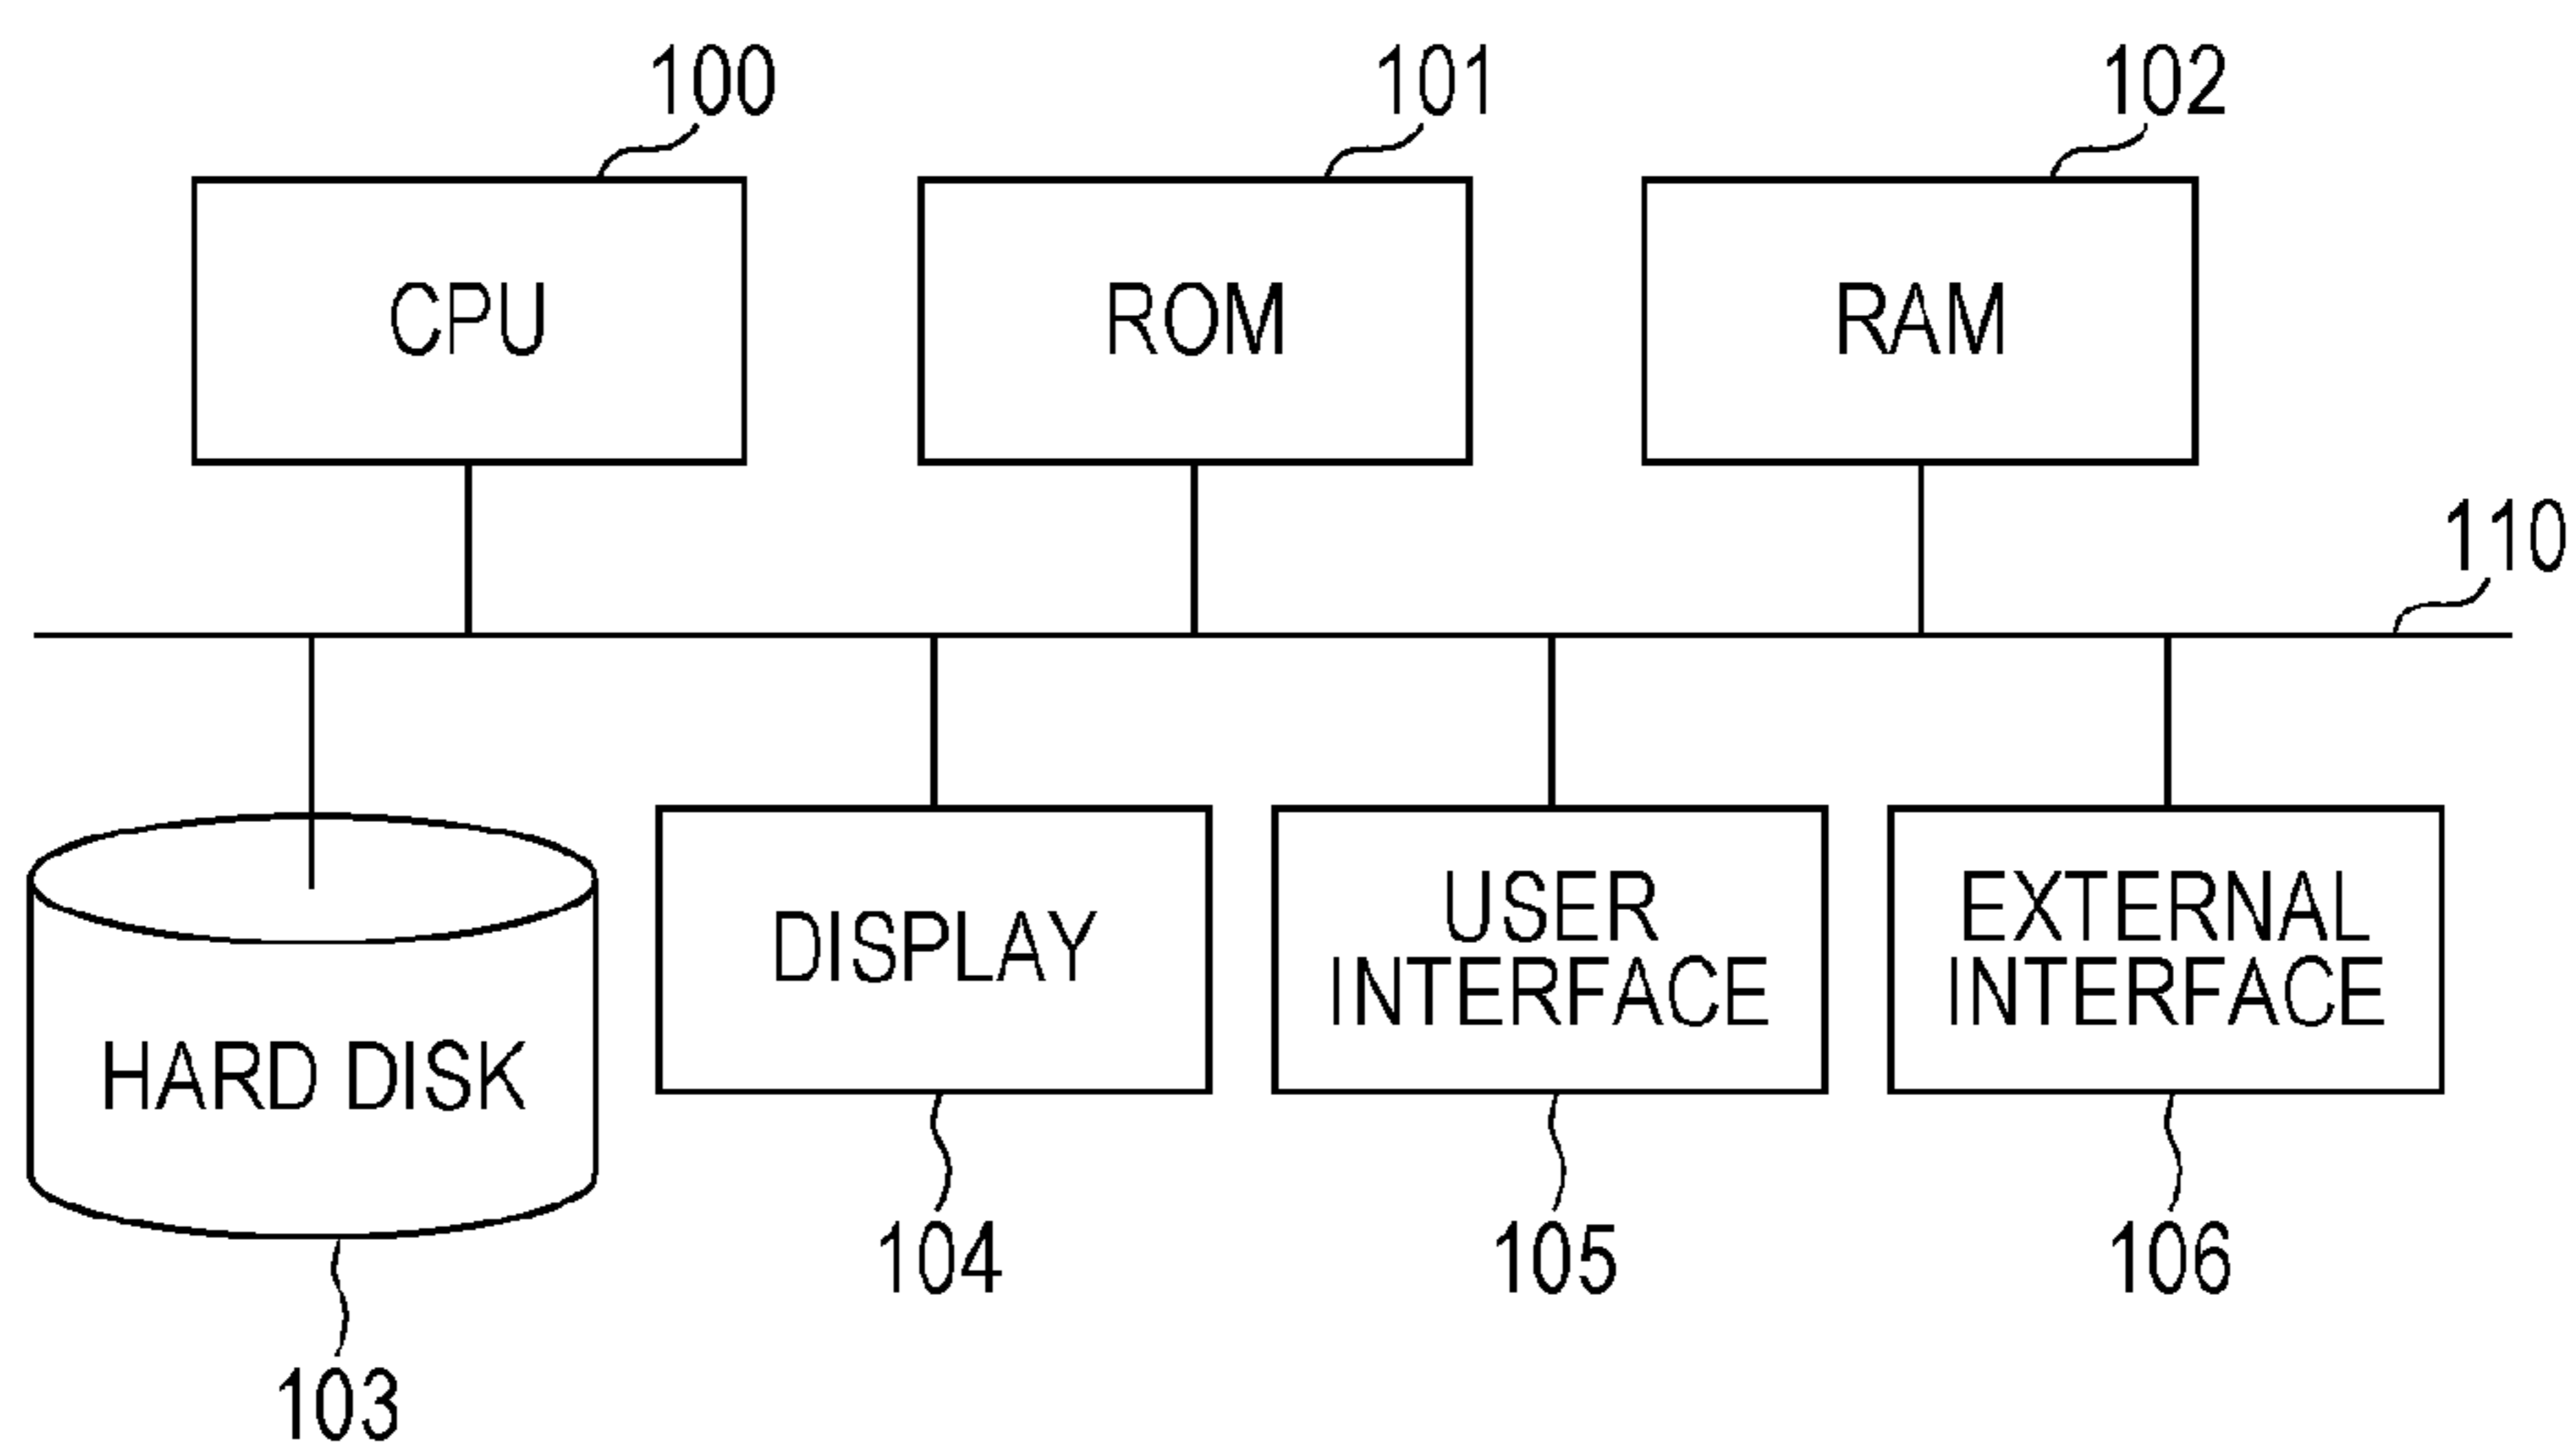 100
101
102
CPU
ROM
RAM
110
DISPLAY
USER
INTERFACE
EXTERNAL
INTERFACE
HARD DISK
104
105
106
103